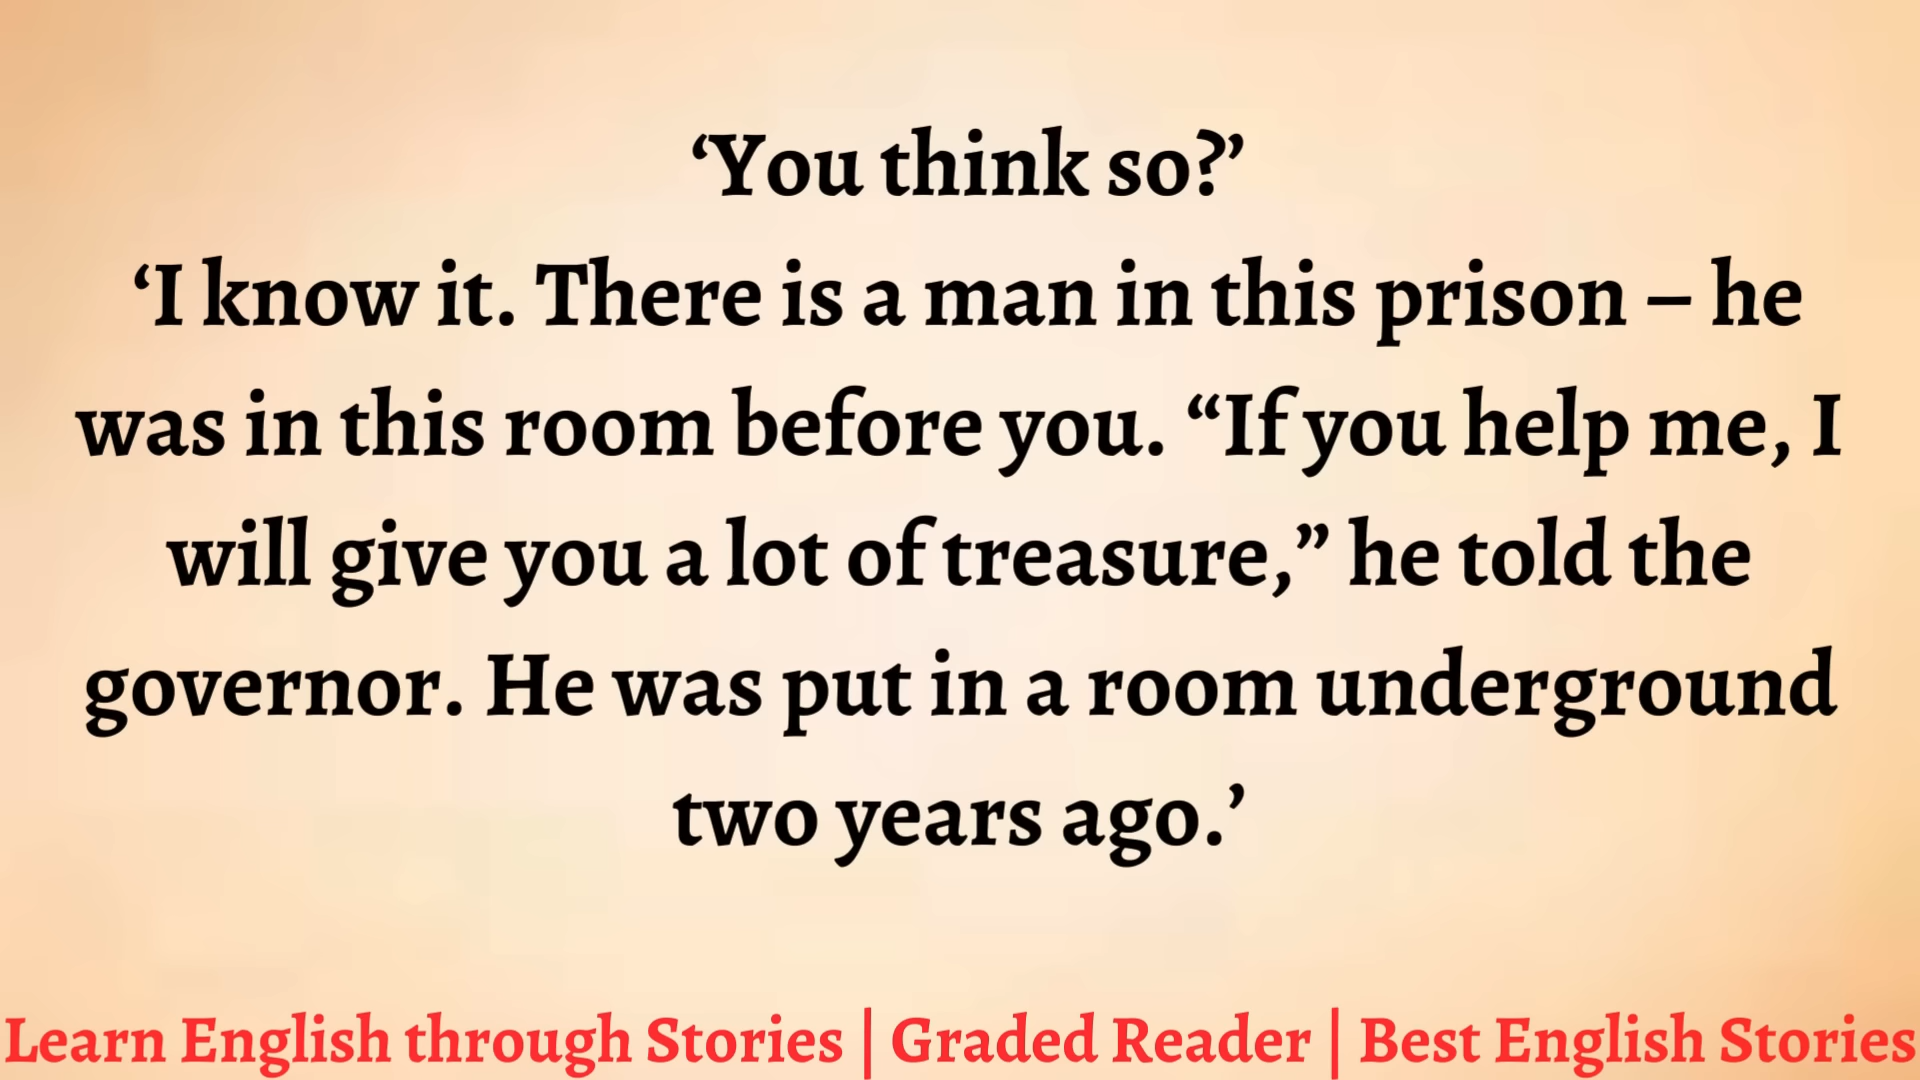 ‘You think so?’
‘I know it. There is a man in this prison – he
was in this room before you. “If you help me, I
will give you a lot of treasure,” he told the
governor. He was put in a room underground
two years ago.’
Learn English through Stories | Graded Reader | Best English Stories